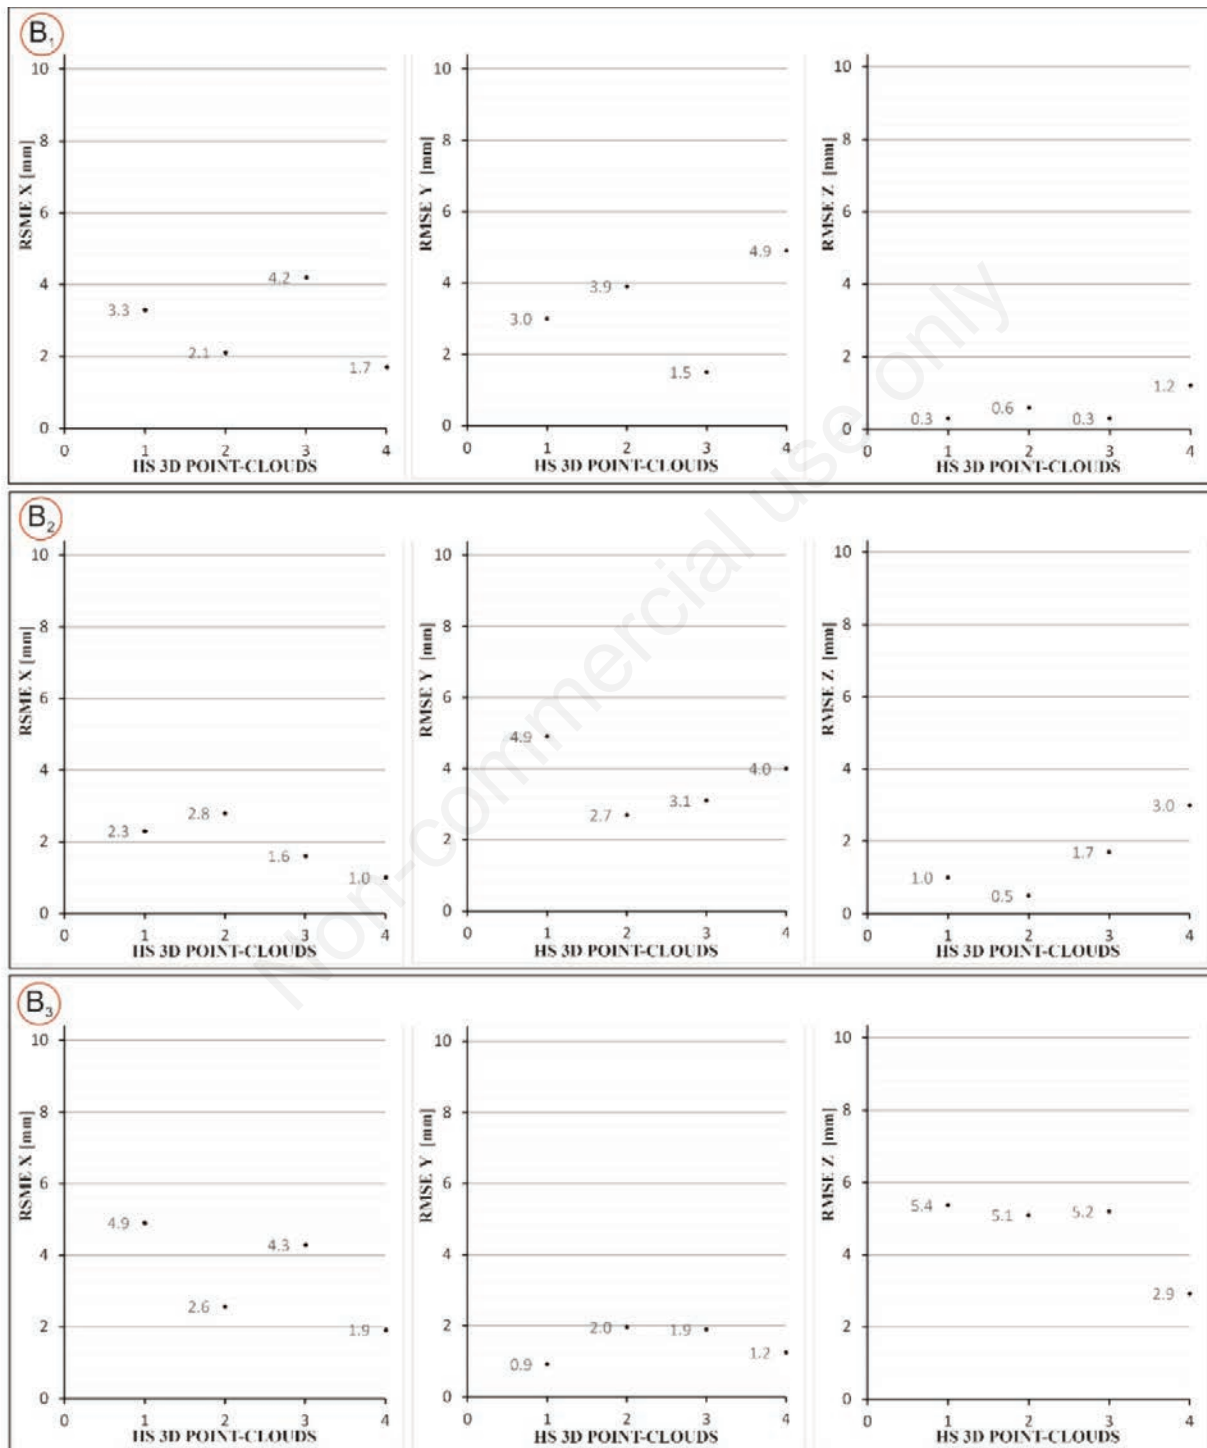 B1
10
8
6
4
2
0
RSME X [mm]
3.3
2.1
4.2
1.7
0 1 2 3 4
HS 3D POINT-CLOUDS
10
8
6
4
2
0
RMSE Y [mm]
3.0
3.9
1.5
4.9
0 1 2 3 4
HS 3D POINT-CLOUDS
10
8
6
4
2
0
RMSE Z [mm]
0.3
0.6
0.3
1.2
0 1 2 3 4
HS 3D POINT-CLOUDS
B2
10
8
6
4
2
0
RSME X [mm]
2.3
2.8
1.6
1.0
0 1 2 3 4
HS 3D POINT-CLOUDS
10
8
6
4
2
0
RMSE Y [mm]
4.9
2.7
3.1
4.0
0 1 2 3 4
HS 3D POINT-CLOUDS
10
8
6
4
2
0
RMSE Z [mm]
1.0
0.5
1.7
3.0
0 1 2 3 4
HS 3D POINT-CLOUDS
B3
10
8
6
4
2
0
RSME X [mm]
4.9
2.6
4.3
1.9
0 1 2 3 4
HS 3D POINT-CLOUDS
10
8
6
4
2
0
RMSE Y [mm]
0.9
2.0
1.9
1.2
0 1 2 3 4
HS 3D POINT-CLOUDS
10
8
6
4
2
0
RMSE Z [mm]
5.4
5.1
5.2
2.9
0 1 2 3 4
HS 3D POINT-CLOUDS
Non-commercial use only